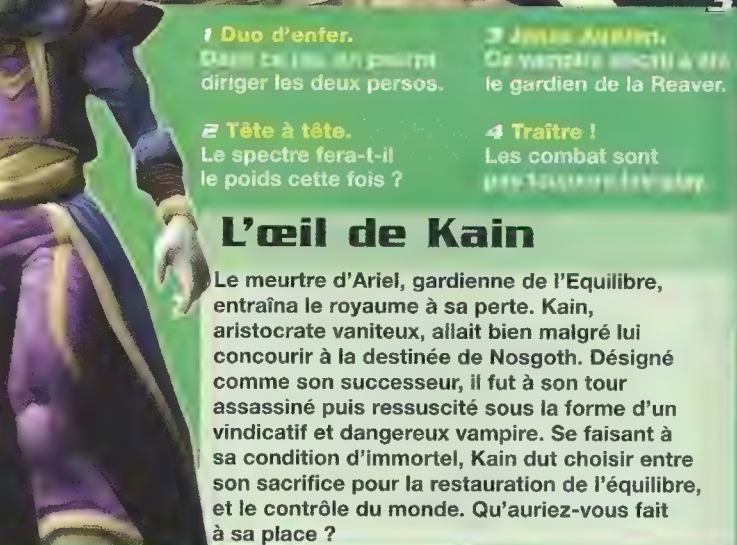 3
1 Duo d'enfer.
diriger les deux persos.
2 Tête à tête.
Le spectre fera-t-il
le poids cette fois ?
3
le gardien de la Reaver.
4 Traître !
Les combat sont
L'œil de Kain
Le meurtre d'Ariel, gardienne de l'Equilibre,
entraîna le royaume à sa perte. Kain,
aristocrate vaniteux, allait bien malgré lui
concourir à la destinée de Nosgoth. Désigné
comme son successeur, il fut à son tour
assassiné puis ressuscité sous la forme d'un
vindicatif et dangereux vampire. Se faisant à
sa condition d'immortel, Kain dut choisir entre
son sacrifice pour la restauration de l'équilibre,
et le contrôle du monde. Qu'auriez-vous fait
à sa place ?